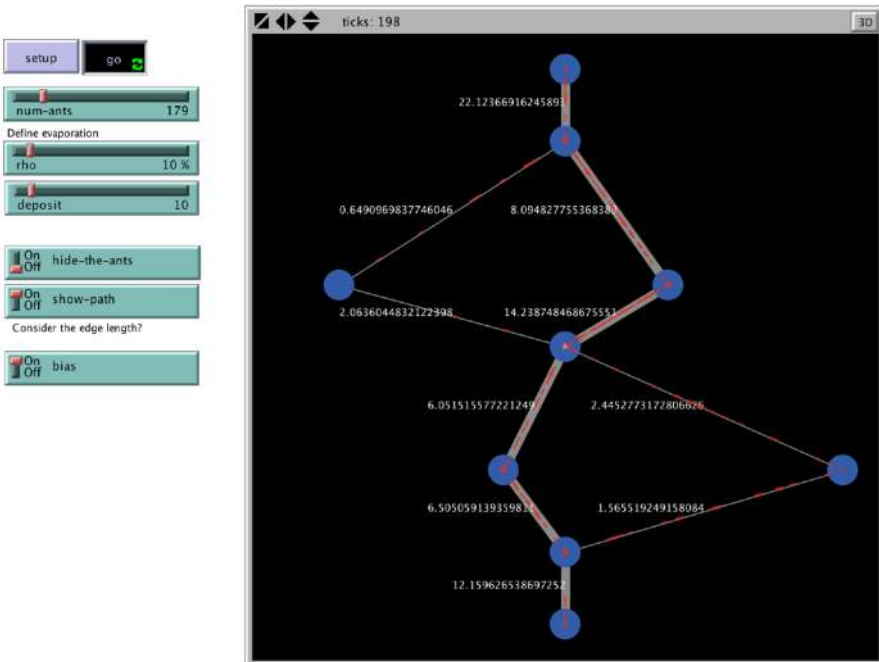 ticks: 198
3D
setup
go
num-ants 179
Define evaporation
rho 10 %
deposit 10
On
Off
hide-the-ants
On
Off
show-path
Consider the edge length?
On
Off
bias
22.12366916245893
0.6490969837746046
8.094827755368383
2.0636044832122398
14.238748468675551
6.051515577221249
2.4452773172806626
6.505059139359811
1.565519249158084
12.159626538697252